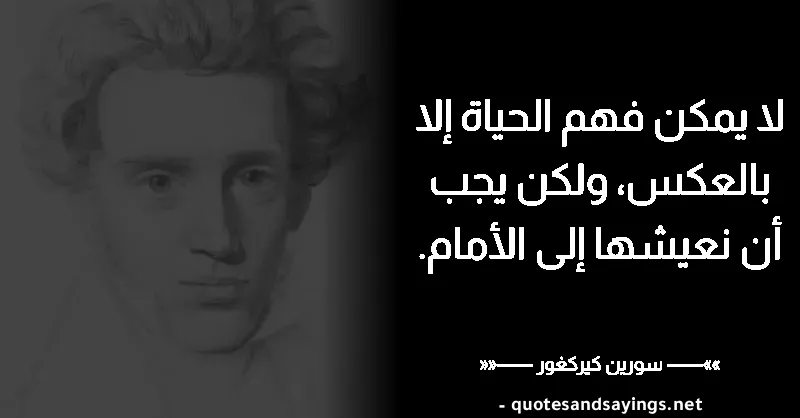 لا يمكن فهم الحياة إلا
بالعكس، ولكن يجب
أن نعيشها إلى الأمام.
»»—— سورين كيركغور ——««
- quotesandsayings.net